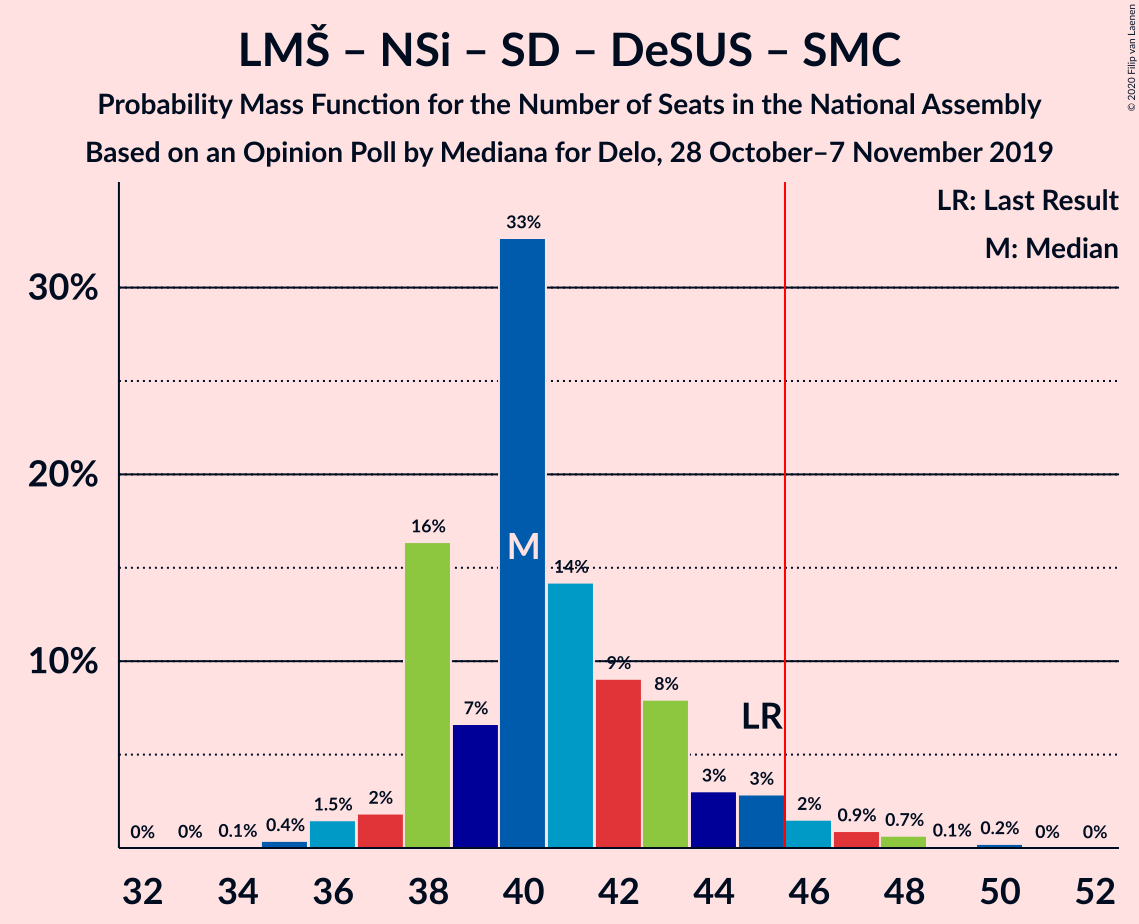 LMŠ – NSi – SD – DeSUS – SMC
Probability Mass Function for the Number of Seats in the National Assembly
Based on an Opinion Poll by Mediana for Delo, 28 October–7 November 2019
© 2020 Filip van Laenen
LR: Last Result
M: Median
30%
20%
10%
0%
0%
0.1%
0.4%
1.5%
2%
16%
7%
33%
M
14%
9%
8%
3%
LR
3%
2%
0.9%
0.7%
0.1%
0.2%
0%
0%
32 34 36 38 40 42 44 46 48 50 52